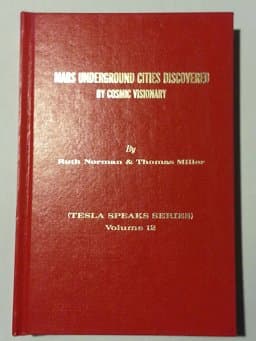 MARS UNDERGROUND CITIES DISCOVERED
BY COSMIC VISIONARY
By
Ruth Norman & Thomas Miller
(TESLA SPEAKS SERIES)
Volume 12